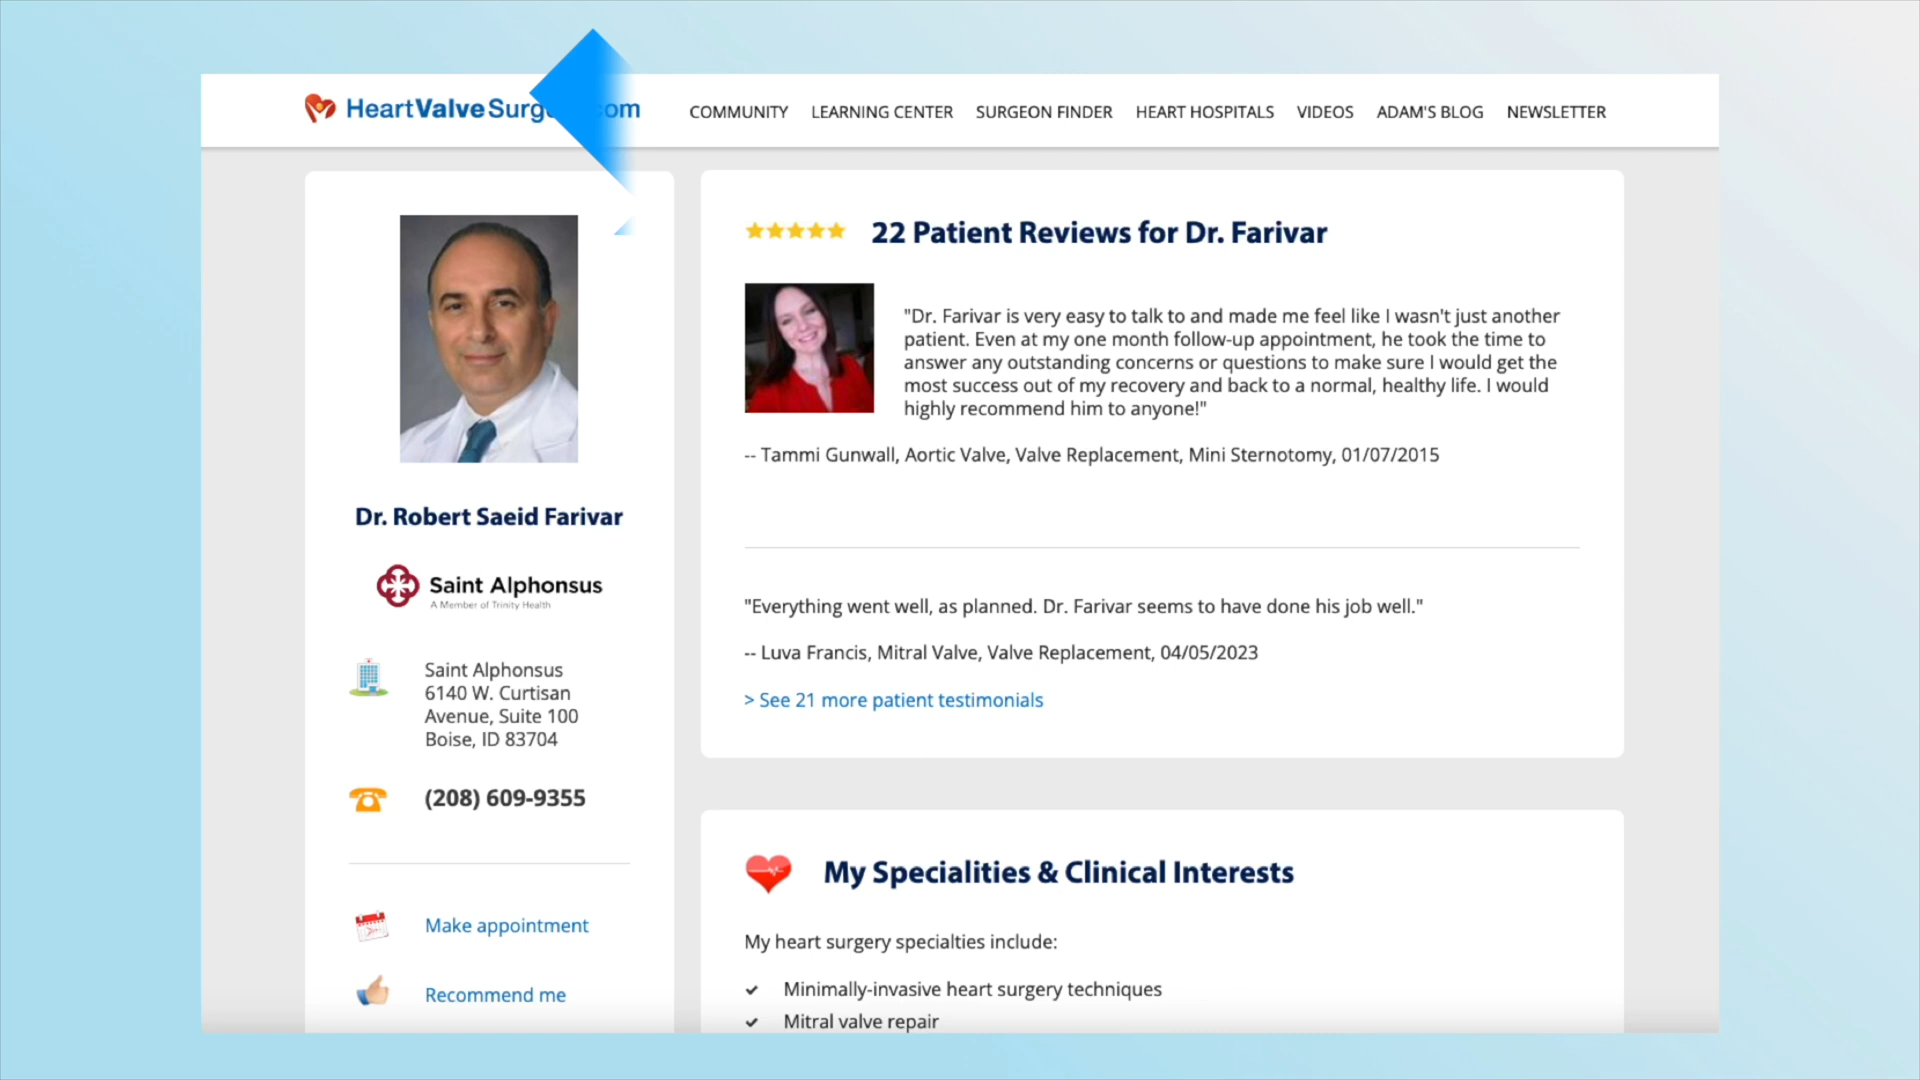 HeartValveSurg om
COMMUNITY LEARNING CENTER SURGEON FINDER HEART HOSPITALS VIDEOS ADAM'S BLOG NEWSLETTER
Dr. Robert Saeid Farivar
Saint Alphonsus
A Member of Trinity Health
Saint Alphonsus
6140 W. Curtisan
Avenue, Suite 100
Boise, ID 83704
(208) 609-9355
Make appointment
Recommend me
22 Patient Reviews for Dr. Farivar
"Dr. Farivar is very easy to talk to and made me feel like I wasn't just another
patient. Even at my one month follow-up appointment, he took the time to
answer any outstanding concerns or questions to make sure I would get the
most success out of my recovery and back to a normal, healthy life. I would
highly recommend him to anyone!"
-- Tammi Gunwall, Aortic Valve, Valve Replacement, Mini Sternotomy, 01/07/2015
"Everything went well, as planned. Dr. Farivar seems to have done his job well."
-- Luva Francis, Mitral Valve, Valve Replacement, 04/05/2023
> See 21 more patient testimonials
My Specialities & Clinical Interests
My heart surgery specialties include:
✓ Minimally-invasive heart surgery techniques
✓ Mitral valve repair